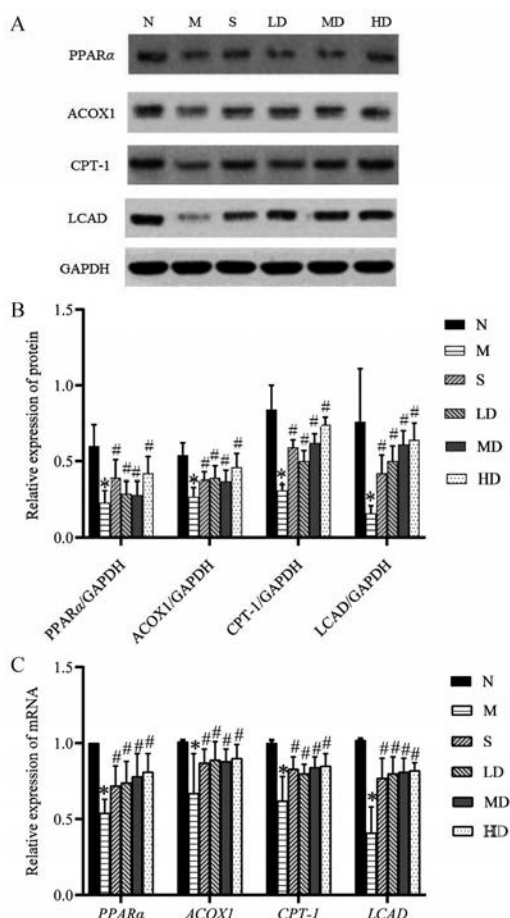 A
N M S LD MD HD
PPARα
ACOX1
CPT-1
LCAD
GAPDH
B
Relative expression of protein
1.5
1.0
0.5
0.0
* # # # # * # # # # * # # # # * # # # #
PPARα/GAPDH
ACOX1/GAPDH
CPT-1/GAPDH
LCAD/GAPDH
N
M
S
LD
MD
HD
C
Relative expression of mRNA
1.5
1.0
0.5
0.0
* # # # # * # # # # * # # # # * # # # #
PPARα ACOX1 CPT-1 LCAD
N
M
S
LD
MD
HD